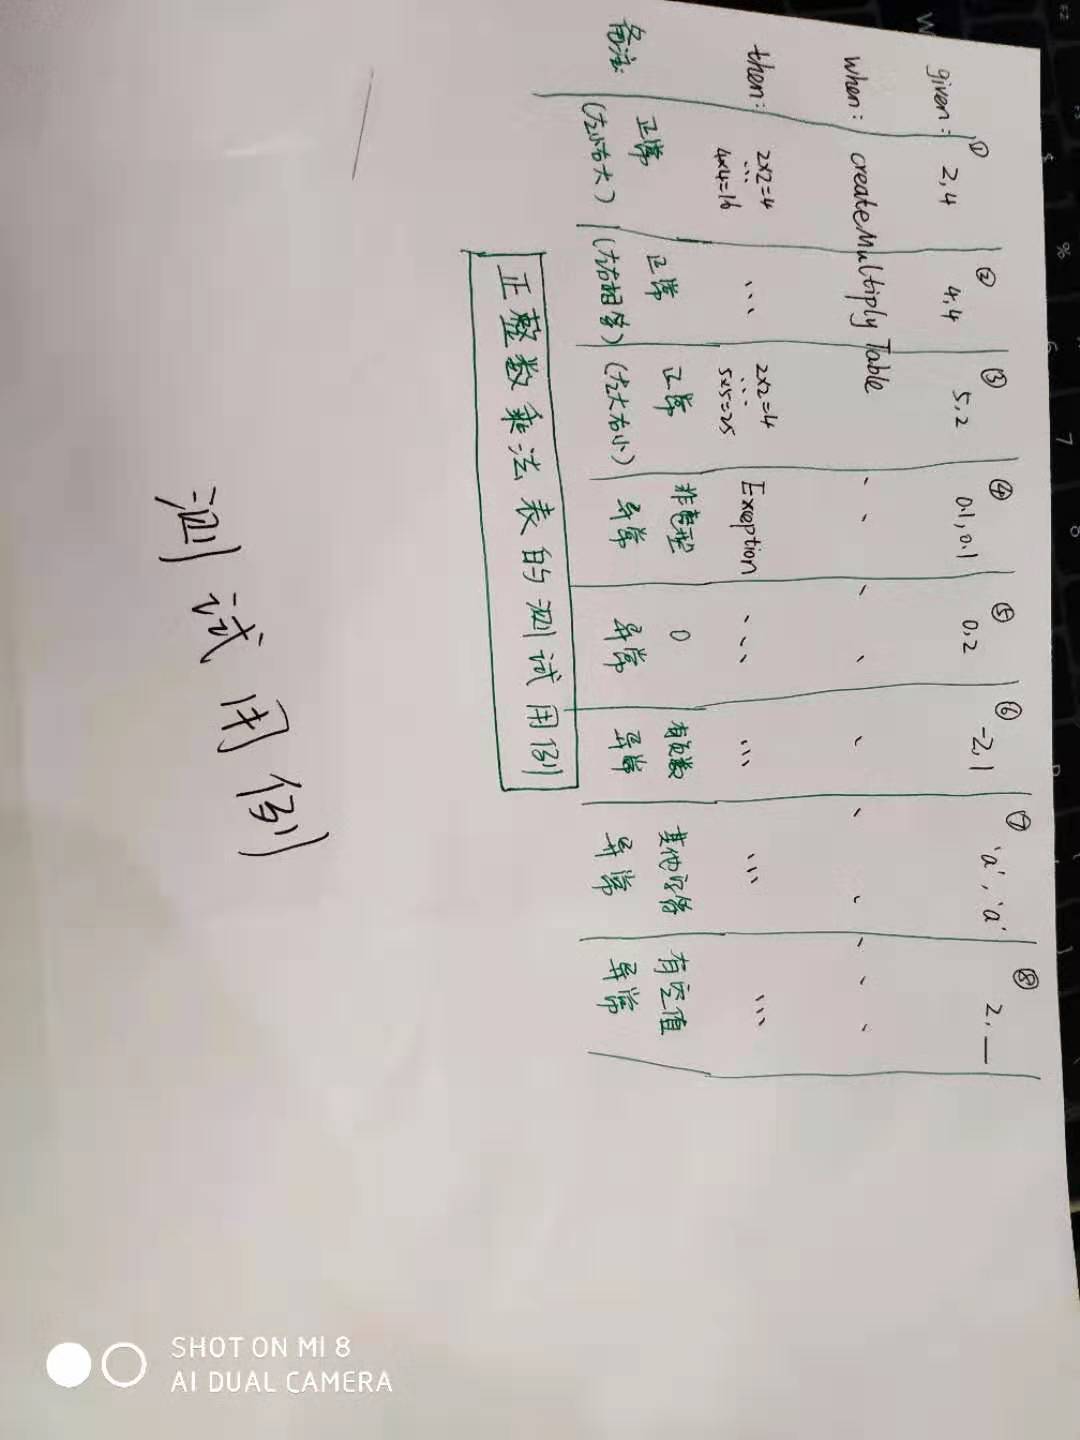 given: ① 2,4 ② 4,4 ③ 5,2 ④ 0.1,0.1 ⑤ 0,2 ⑥ -2,1 ⑦ 'a','a' ⑧ 2,—
when: createMultiply Table
then: 2×2=4 ... 2×2=4 Exception
4×4=16 5×5=25
备注: 正常 正常 正常 非整型 0 有负数 其他字符 有空值
(左小右大) (左右相等) (左大右小) 异常 异常 异常 异常 异常
正整数乘法表的测试用例
测试用例
SHOT ON MI 8
AI DUAL CAMERA